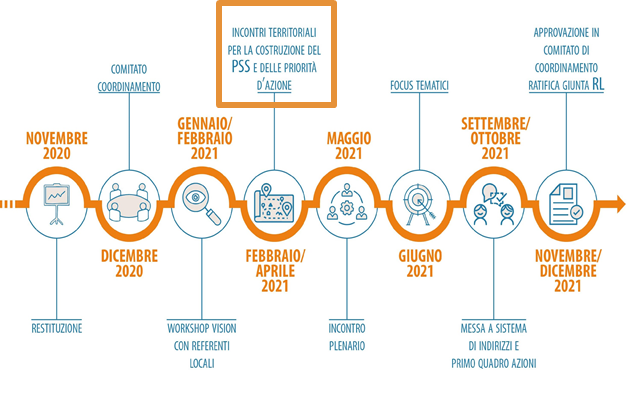 INCONTRI TERRITORIALI
PER LA COSTRUZIONE DEL
PSS E DELLE PRIORITÀ
D'AZIONE
APPROVAZIONE IN
COMITATO DI
COORDINAMENTO
RATIFICA GIUNTA RL
COMITATO
COORDINAMENTO
FOCUS TEMATICI
NOVEMBRE
2020
GENNAIO/
FEBBRAIO
2021
MAGGIO
2021
SETTEMBRE/
OTTOBRE
2021
DICEMBRE
2020
FEBBRAIO/
APRILE
2021
GIUGNO
2021
NOVEMBRE/
DICEMBRE
2021
RESTITUZIONE
WORKSHOP VISION
CON REFERENTI
LOCALI
INCONTRO
PLENARIO
MESSA A SISTEMA
DI INDIRIZZI E
PRIMO QUADRO AZIONI